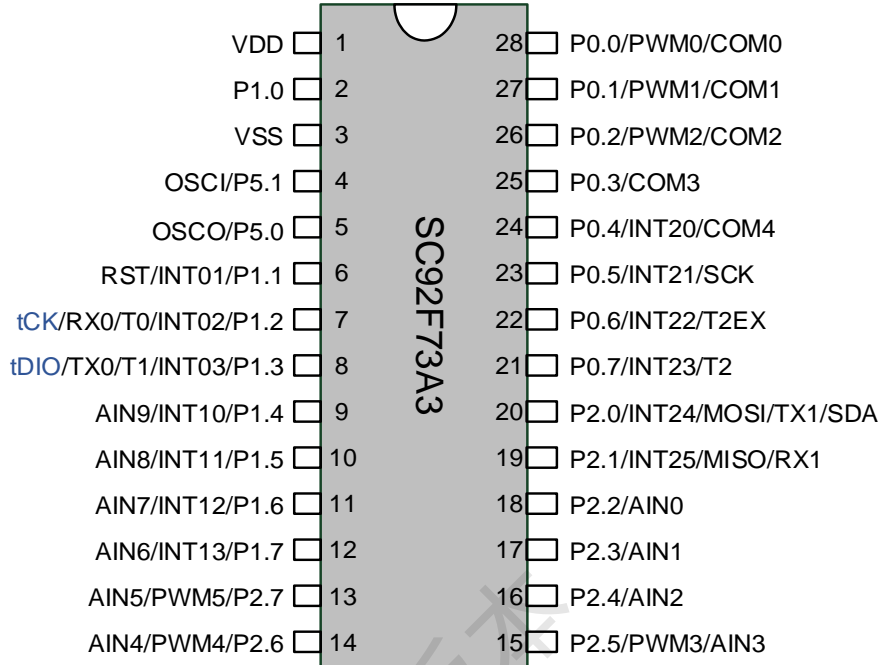 VDD 1 28 P0.0/PWM0/COM0
P1.0 2 27 P0.1/PWM1/COM1
VSS 3 26 P0.2/PWM2/COM2
OSCI/P5.1 4 25 P0.3/COM3
OSCO/P5.0 5 24 P0.4/INT20/COM4
RST/INT01/P1.1 6 23 P0.5/INT21/SCK
tCK/RX0/T0/INT02/P1.2 7 22 P0.6/INT22/T2EX
tDIO/TX0/T1/INT03/P1.3 8 21 P0.7/INT23/T2
AIN9/INT10/P1.4 9 20 P2.0/INT24/MOSI/TX1/SDA
AIN8/INT11/P1.5 10 19 P2.1/INT25/MISO/RX1
AIN7/INT12/P1.6 11 18 P2.2/AIN0
AIN6/INT13/P1.7 12 17 P2.3/AIN1
AIN5/PWM5/P2.7 13 16 P2.4/AIN2
AIN4/PWM4/P2.6 14 15 P2.5/PWM3/AIN3
SC92F73A3
本